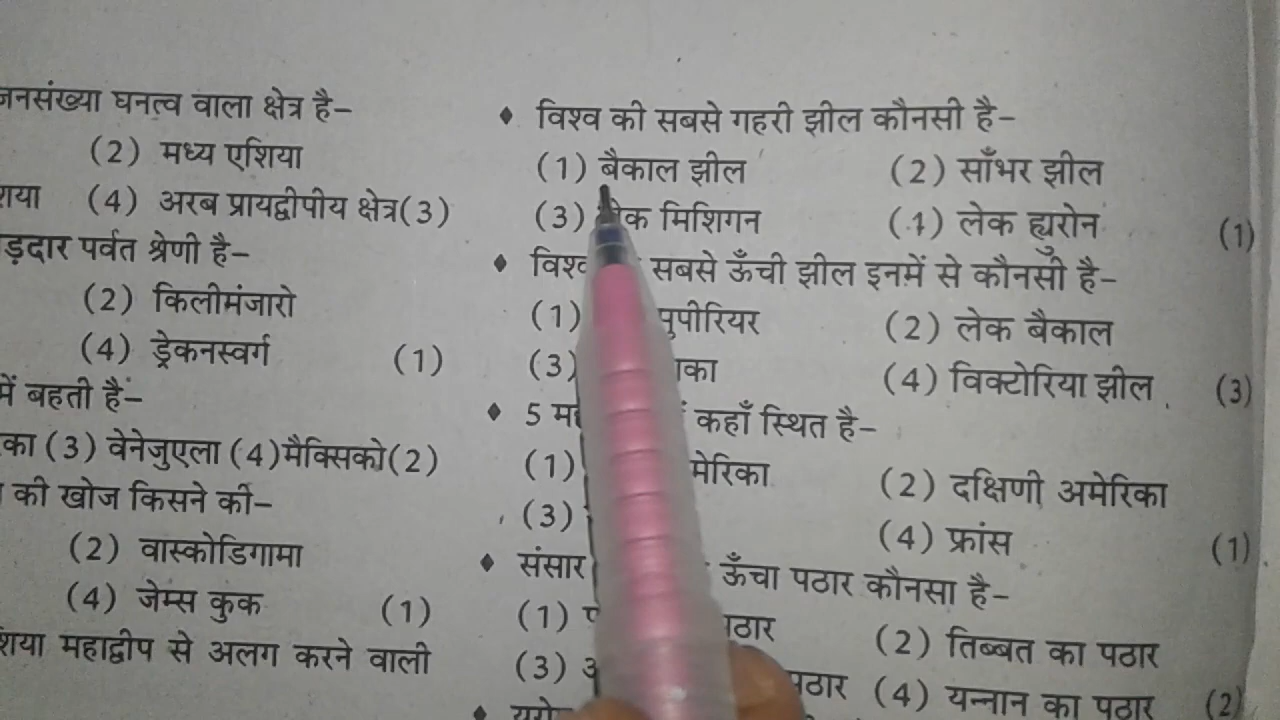 जनसंख्या घनत्व वाला क्षेत्र है–
(2) मध्य एशिया
(4) अरब प्रायद्वीपीय क्षेत्र(3)
पर्वत श्रेणी है–
(2) किलीमंजारो
(4) ड्रेकनस्वर्ग (1)
में बहती हैं–
(3) वेनेजुएला (4)मैक्सिको(2)
की खोज किसने की–
(2) वास्कोडिगामा
(4) जेम्स कुक (1)
महाद्वीप से अलग करने वाली
♦ विश्व की सबसे गहरी झील कौनसी है–
(1) बैकाल झील (2) साँभर झील
(3) मिशिगन (4) लेक ह्युरोन (1)
♦ सबसे ऊँची झील इनमें से कौनसी है–
(1) (2) लेक बैकाल
(3) (4) विक्टोरिया झील (3)
♦ 5 कहाँ स्थित है–
(1) (2) दक्षिणी अमेरिका
(3) (4) फ्रांस (1)
♦ संसार ऊँचा पठार कौनसा है–
(1) (2) तिब्बत का पठार
(3) पठार (4) यन्नान का पठार (2)